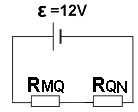 ε=12V
RMQ RQN